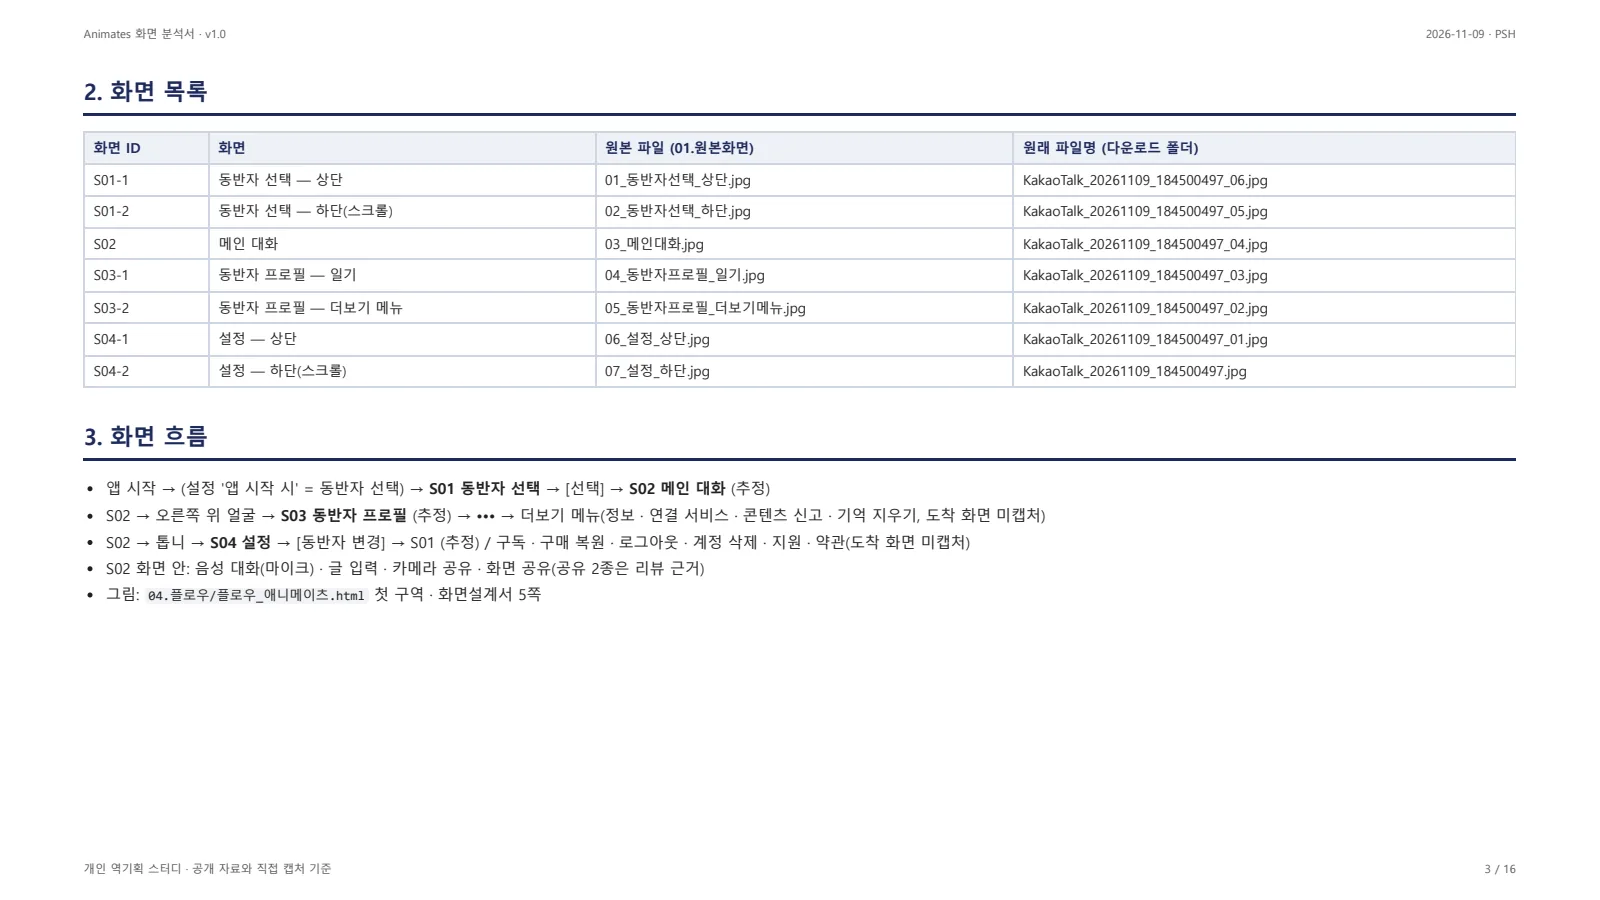 Animates 화면 분석서 · v1.0
2026-11-09 · PSH
2. 화면 목록
화면 ID 화면 원본 파일 (01.원본화면) 원래 파일명 (다운로드 폴더)
S01-1 동반자 선택 — 상단 01_동반자선택_상단.jpg KakaoTalk_20261109_184500497_06.jpg
S01-2 동반자 선택 — 하단(스크롤) 02_동반자선택_하단.jpg KakaoTalk_20261109_184500497_05.jpg
S02 메인 대화 03_메인대화.jpg KakaoTalk_20261109_184500497_04.jpg
S03-1 동반자 프로필 — 일기 04_동반자프로필_일기.jpg KakaoTalk_20261109_184500497_03.jpg
S03-2 동반자 프로필 — 더보기 메뉴 05_동반자프로필_더보기메뉴.jpg KakaoTalk_20261109_184500497_02.jpg
S04-1 설정 — 상단 06_설정_상단.jpg KakaoTalk_20261109_184500497_01.jpg
S04-2 설정 — 하단(스크롤) 07_설정_하단.jpg KakaoTalk_20261109_184500497.jpg
3. 화면 흐름
• 앱 시작 → (설정 '앱 시작 시' = 동반자 선택) → S01 동반자 선택 → [선택] → S02 메인 대화 (추정)
• S02 → 오른쪽 위 얼굴 → S03 동반자 프로필 (추정) → ••• → 더보기 메뉴(정보 · 연결 서비스 · 콘텐츠 신고 · 기억 지우기, 도착 화면 미캡처)
• S02 → 톱니 → S04 설정 → [동반자 변경] → S01 (추정) / 구독 · 구매 복원 · 로그아웃 · 계정 삭제 · 지원 · 약관(도착 화면 미캡처)
• S02 화면 안: 음성 대화(마이크) · 글 입력 · 카메라 공유 · 화면 공유(공유 2종은 리뷰 근거)
• 그림: 04.플로우/플로우_애니메이츠.html 첫 구역 · 화면설계서 5쪽
개인 역기획 스터디 · 공개 자료와 직접 캡처 기준
3 / 16